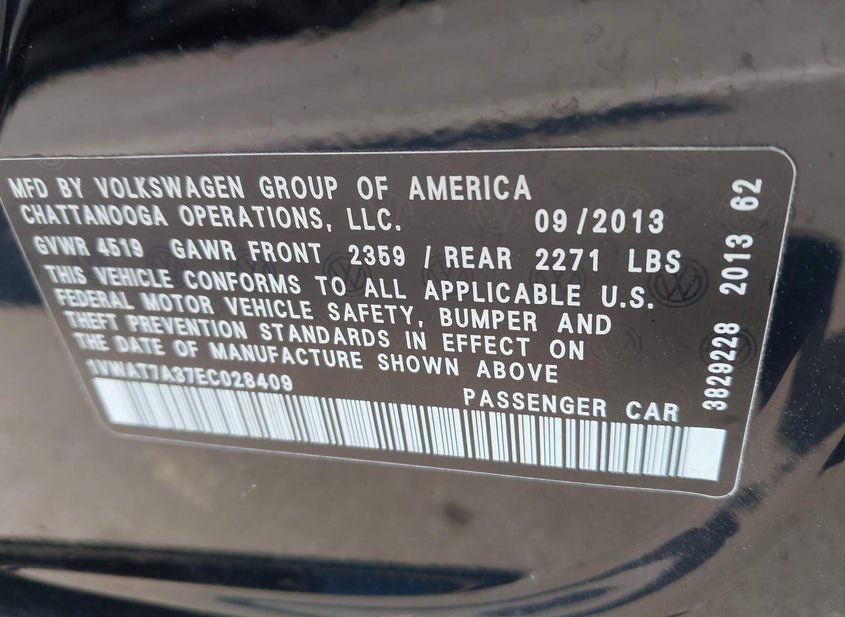 MFD BY VOLKSWAGEN GROUP OF AMERICA
CHATTANOOGA OPERATIONS, LLC. 09/2013
GVWR 4519 GAWR FRONT 2359 / REAR 2271 LBS
THIS VEHICLE CONFORMS TO ALL APPLICABLE U.S.
FEDERAL MOTOR VEHICLE SAFETY, BUMPER AND
THEFT PREVENTION STANDARDS IN EFFECT ON
THE DATE OF MANUFACTURE SHOWN ABOVE
1VWAT7A37EC028409
PASSENGER CAR
3829228 2013 62